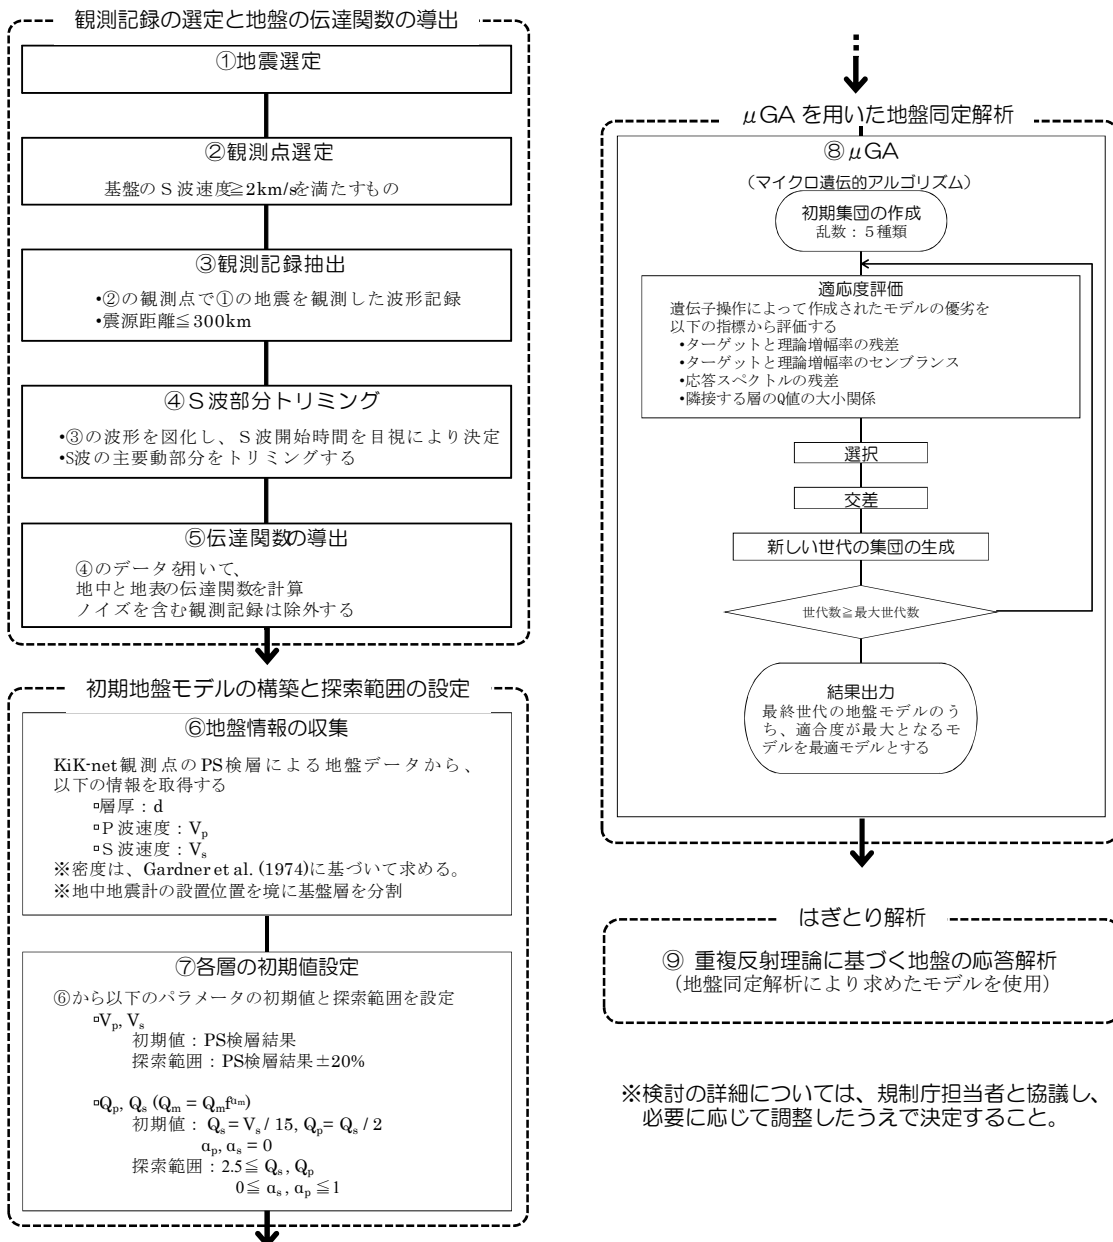 観測記録の選定と地盤の伝達関数の導出
①地震選定
②観測点選定
基盤のS波速度≧2km/sを満たすもの
③観測記録抽出
•②の観測点で①の地震を観測した波形記録
•震源距離≦300km
④S波部分トリミング
•③の波形を図化し、S波開始時間を目視により決定
•S波の主要動部分をトリミングする
⑤伝達関数の導出
④のデータを用いて、
地中と地表の伝達関数を計算
ノイズを含む観測記録は除外する
初期地盤モデルの構築と探索範囲の設定
⑥地盤情報の収集
KiK-net観測点のPS検層による地盤データから、
以下の情報を取得する
▫層厚：d
▫P波速度：Vp
▫S波速度：Vs
※密度は、Gardner et al. (1974)に基づいて求める。
※地中地震計の設置位置を境に基盤層を分割
⑦各層の初期値設定
⑥から以下のパラメータの初期値と探索範囲を設定
▫Vp, Vs
初期値：PS検層結果
探索範囲：PS検層結果±20%
▫Qp, Qs (Qm = Qmf^αm)
初期値：Qs = Vs / 15, Qp = Qs / 2
αp, αs = 0
探索範囲：2.5≦Qs, Qp
0≦αs, αp≦1
μGAを用いた地盤同定解析
⑧μGA
（マイクロ遺伝的アルゴリズム）
初期集団の作成
乱数：５種類
適応度評価
遺伝子操作によって作成されたモデルの優劣を
以下の指標から評価する
•ターゲットと理論増幅率の残差
•ターゲットと理論増幅率のセンブランス
•応答スペクトルの残差
•隣接する層のQ値の大小関係
選択
交差
新しい世代の集団の生成
世代数≧最大世代数
結果出力
最終世代の地盤モデルのう
ち、適合度が最大となるモ
デルを最適モデルとする
はぎとり解析
⑨ 重複反射理論に基づく地盤の応答解析
（地盤同定解析により求めたモデルを使用）
※検討の詳細については、規制庁担当者と協議し、
必要に応じて調整したうえで決定すること。